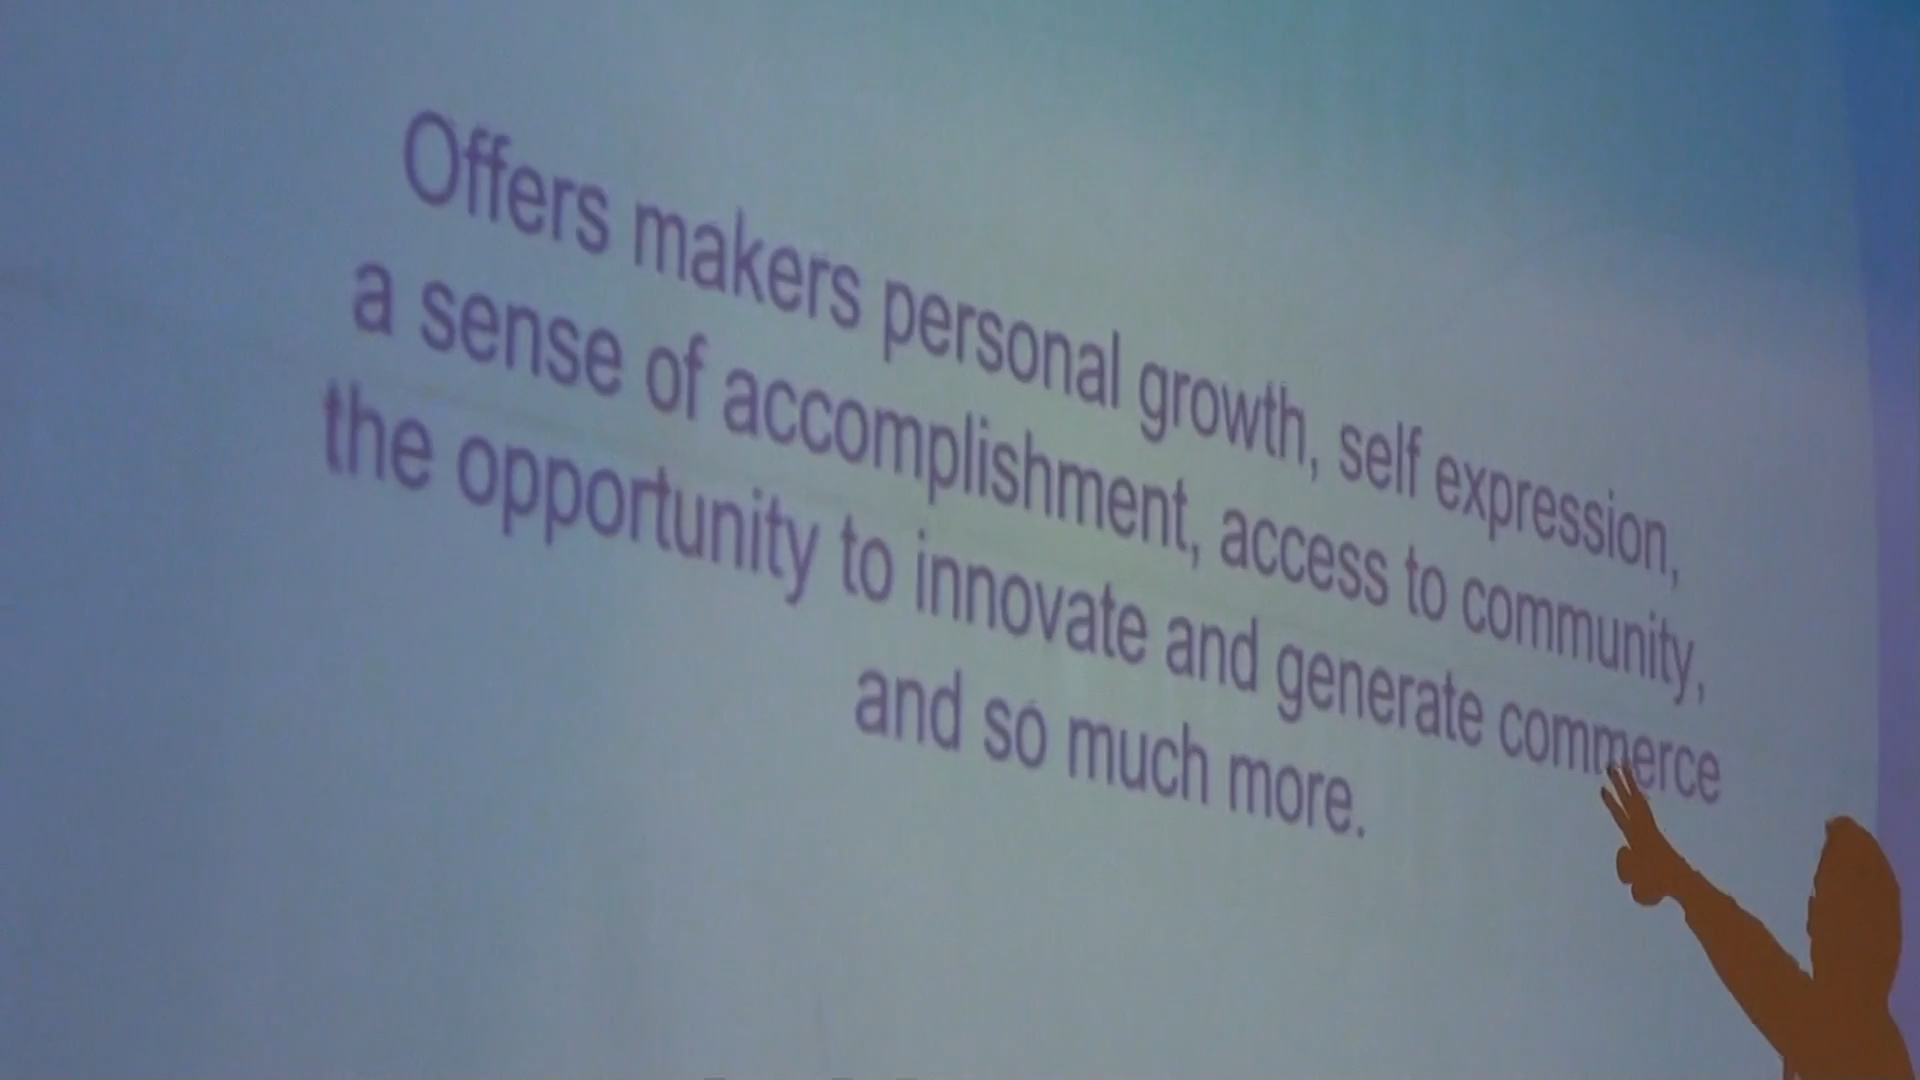 Offers makers personal growth, self expression,
a sense of accomplishment, access to community,
the opportunity to innovate and generate commerce
and so much more.